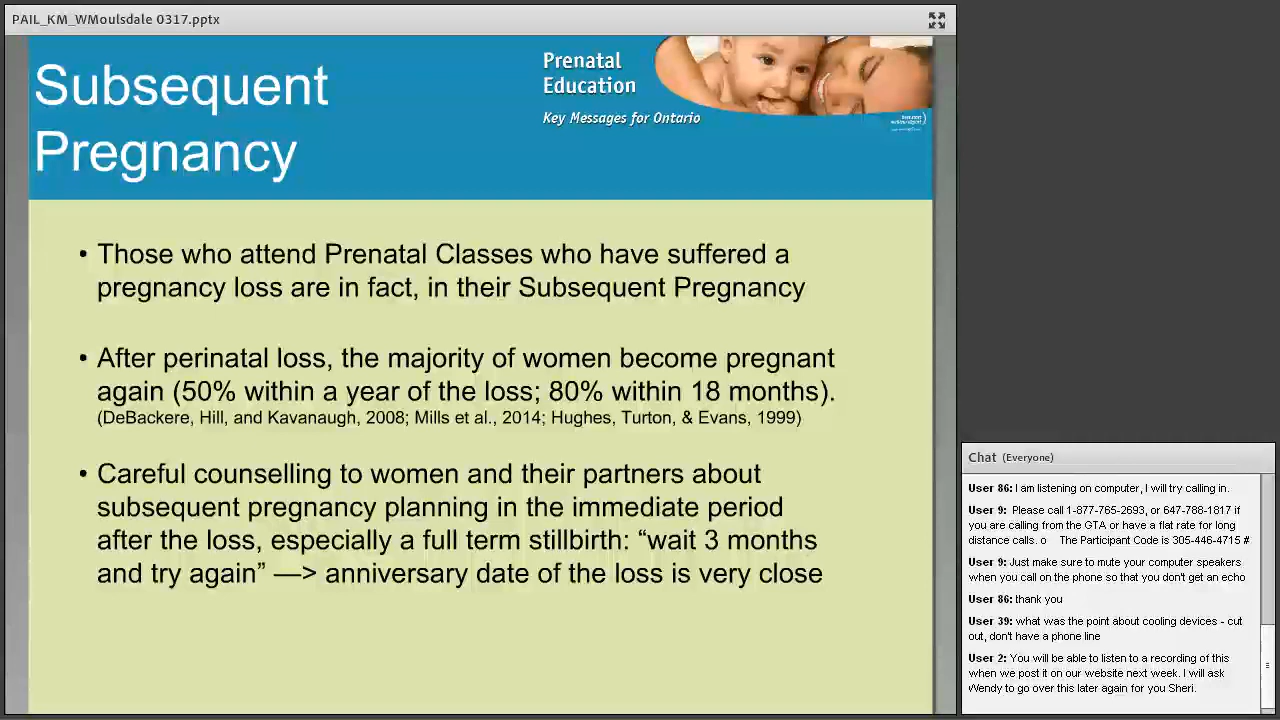 PAIL_KM_WMoulsdale 0317.pptx
Subsequent
Pregnancy
Prenatal
Education
Key Messages for Ontario
• Those who attend Prenatal Classes who have suffered a
pregnancy loss are in fact, in their Subsequent Pregnancy
• After perinatal loss, the majority of women become pregnant
again (50% within a year of the loss; 80% within 18 months).
(DeBackere, Hill, and Kavanaugh, 2008; Mills et al., 2014; Hughes, Turton, & Evans, 1999)
• Careful counselling to women and their partners about
subsequent pregnancy planning in the immediate period
after the loss, especially a full term stillbirth: “wait 3 months
and try again” —> anniversary date of the loss is very close
Chat (Everyone)
User 86: I am listening on computer, I will try calling in.
User 9: Please call 1-877-765-2693, or 647-788-1817 if
you are calling from the GTA or have a flat rate for long
distance calls. o The Participant Code is 305-446-4715 #
User 9: Just make sure to mute your computer speakers
when you call on the phone so that you don't get an echo
User 86: thank you
User 39: what was the point about cooling devices - cut
out, don't have a phone line
User 2: You will be able to listen to a recording of this
when we post it on our website next week. I will ask
Wendy to go over this later again for you Sheri.